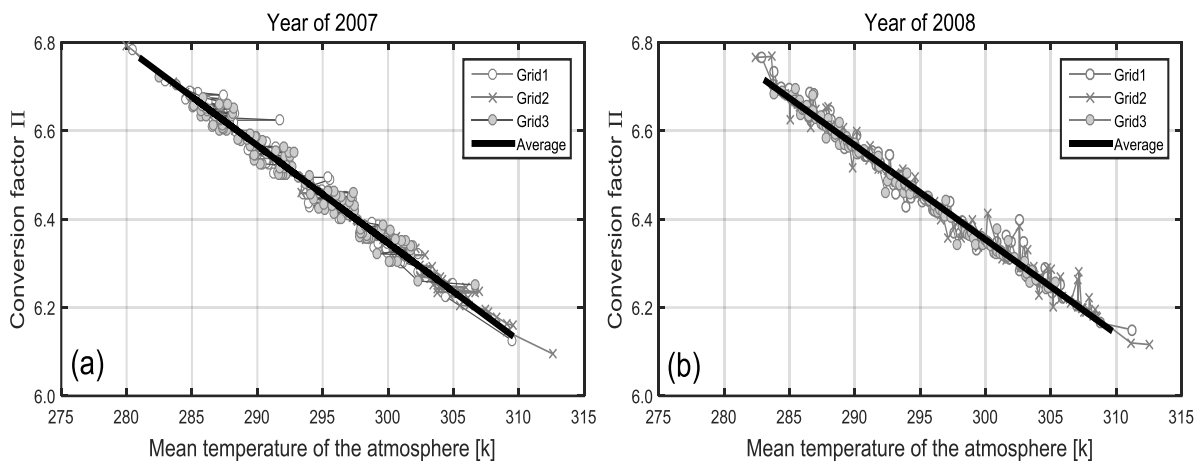 Year of 2007
6.8
6.6
6.4
6.2
6.0
Conversion factor II
Grid1
Grid2
Grid3
Average
(a)
275 280 285 290 295 300 305 310 315
Mean temperature of the atmosphere [k]
Year of 2008
6.8
6.6
6.4
6.2
6.0
Conversion factor II
Grid1
Grid2
Grid3
Average
(b)
275 280 285 290 295 300 305 310 315
Mean temperature of the atmosphere [k]